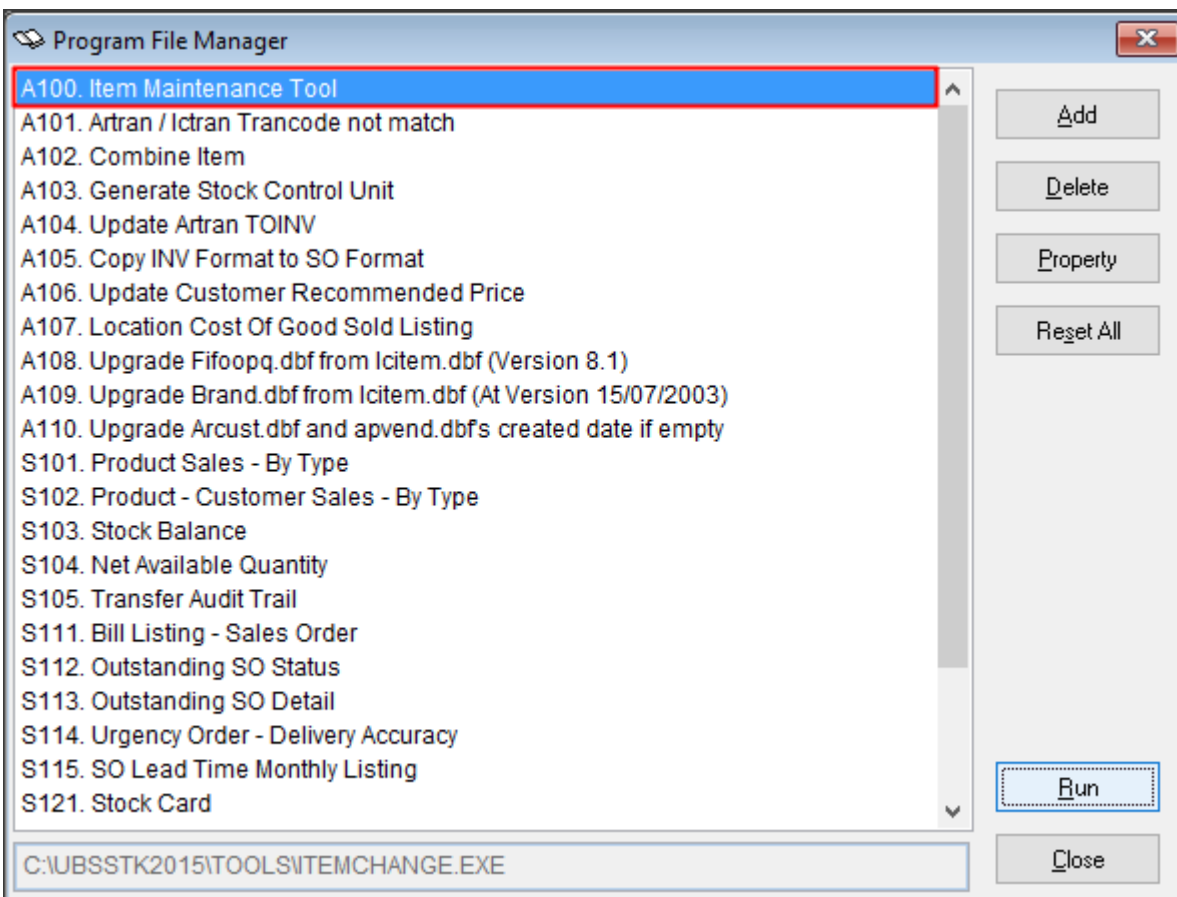 Program File Manager
A100. Item Maintenance Tool
A101. Artran / Ictran Trancode not match
A102. Combine Item
A103. Generate Stock Control Unit
A104. Update Artran TOINV
A105. Copy INV Format to SO Format
A106. Update Customer Recommended Price
A107. Location Cost Of Good Sold Listing
A108. Upgrade Fifoopq.dbf from Icitem.dbf (Version 8.1)
A109. Upgrade Brand.dbf from Icitem.dbf (At Version 15/07/2003)
A110. Upgrade Arcust.dbf and apvend.dbf's created date if empty
S101. Product Sales - By Type
S102. Product - Customer Sales - By Type
S103. Stock Balance
S104. Net Available Quantity
S105. Transfer Audit Trail
S111. Bill Listing - Sales Order
S112. Outstanding SO Status
S113. Outstanding SO Detail
S114. Urgency Order - Delivery Accuracy
S115. SO Lead Time Monthly Listing
S121. Stock Card
C:\UBSSTK2015\TOOLS\ITEMCHANGE.EXE
Add
Delete
Property
Reset All
Run
Close